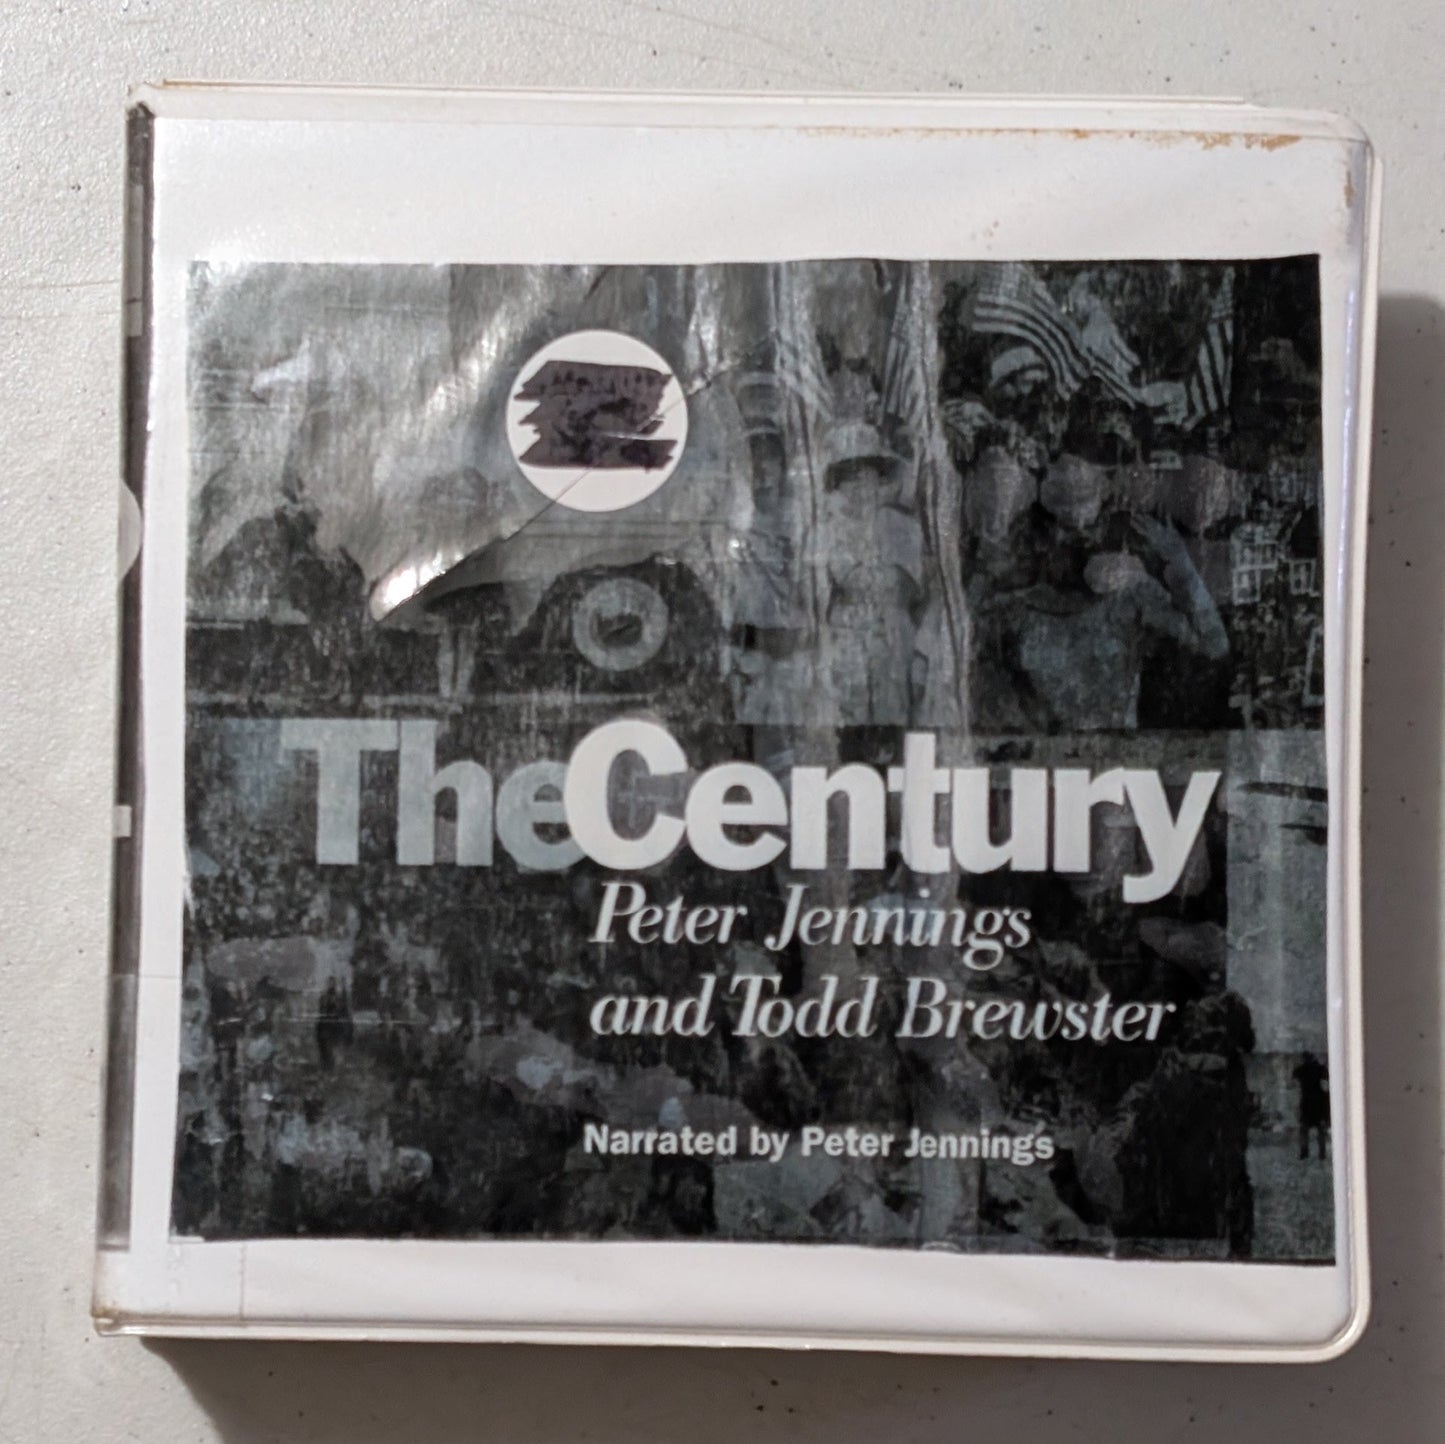 TheCentury
Peter Jennings
and Todd Brewster
Narrated by Peter Jennings